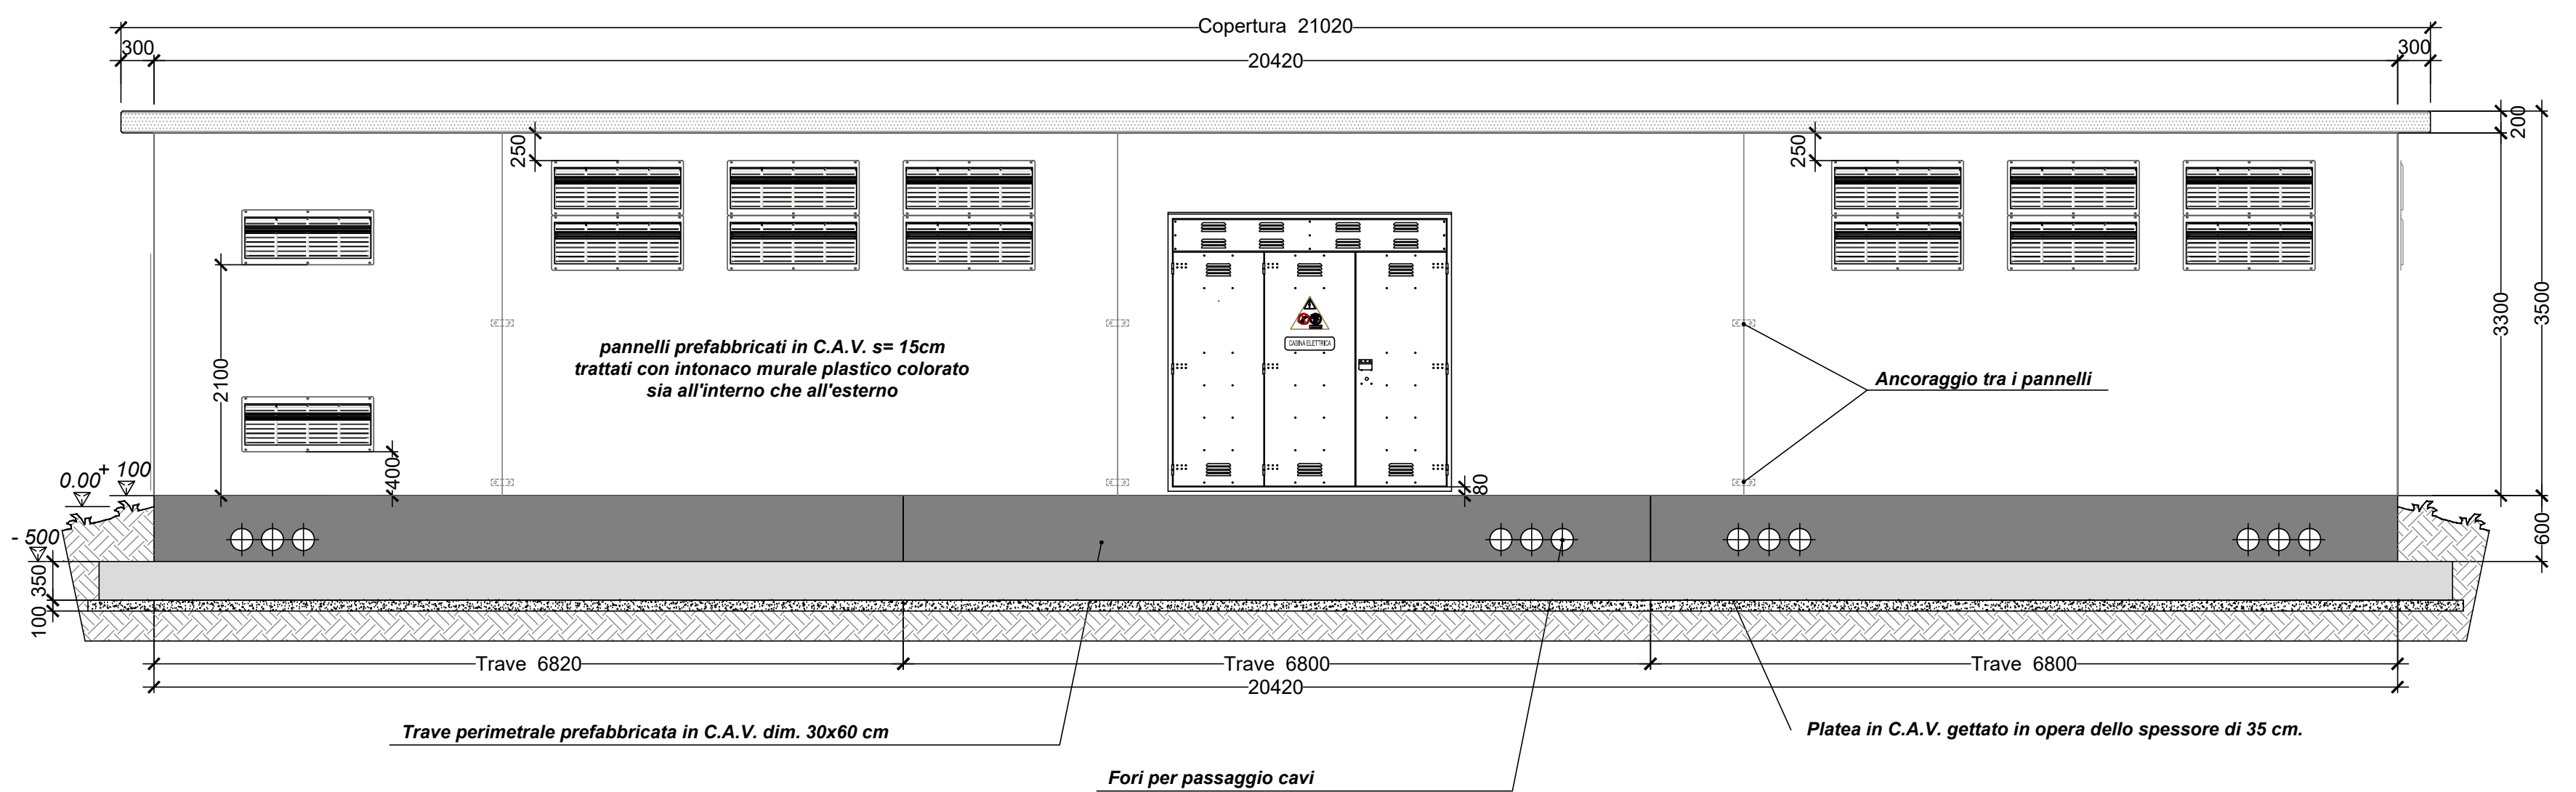 Copertura 21020
300
20420
300
200
250
250
3300
3500
2100
400
80
pannelli prefabbricati in C.A.V. s= 15cm
trattati con intonaco murale plastico colorato
sia all'interno che all'esterno
CABINA ELETTRICA
Ancoraggio tra i pannelli
0.00
+ 100
- 500
350
100
600
Trave 6820
Trave 6800
Trave 6800
20420
Trave perimetrale prefabbricata in C.A.V. dim. 30x60 cm
Platea in C.A.V. gettato in opera dello spessore di 35 cm.
Fori per passaggio cavi